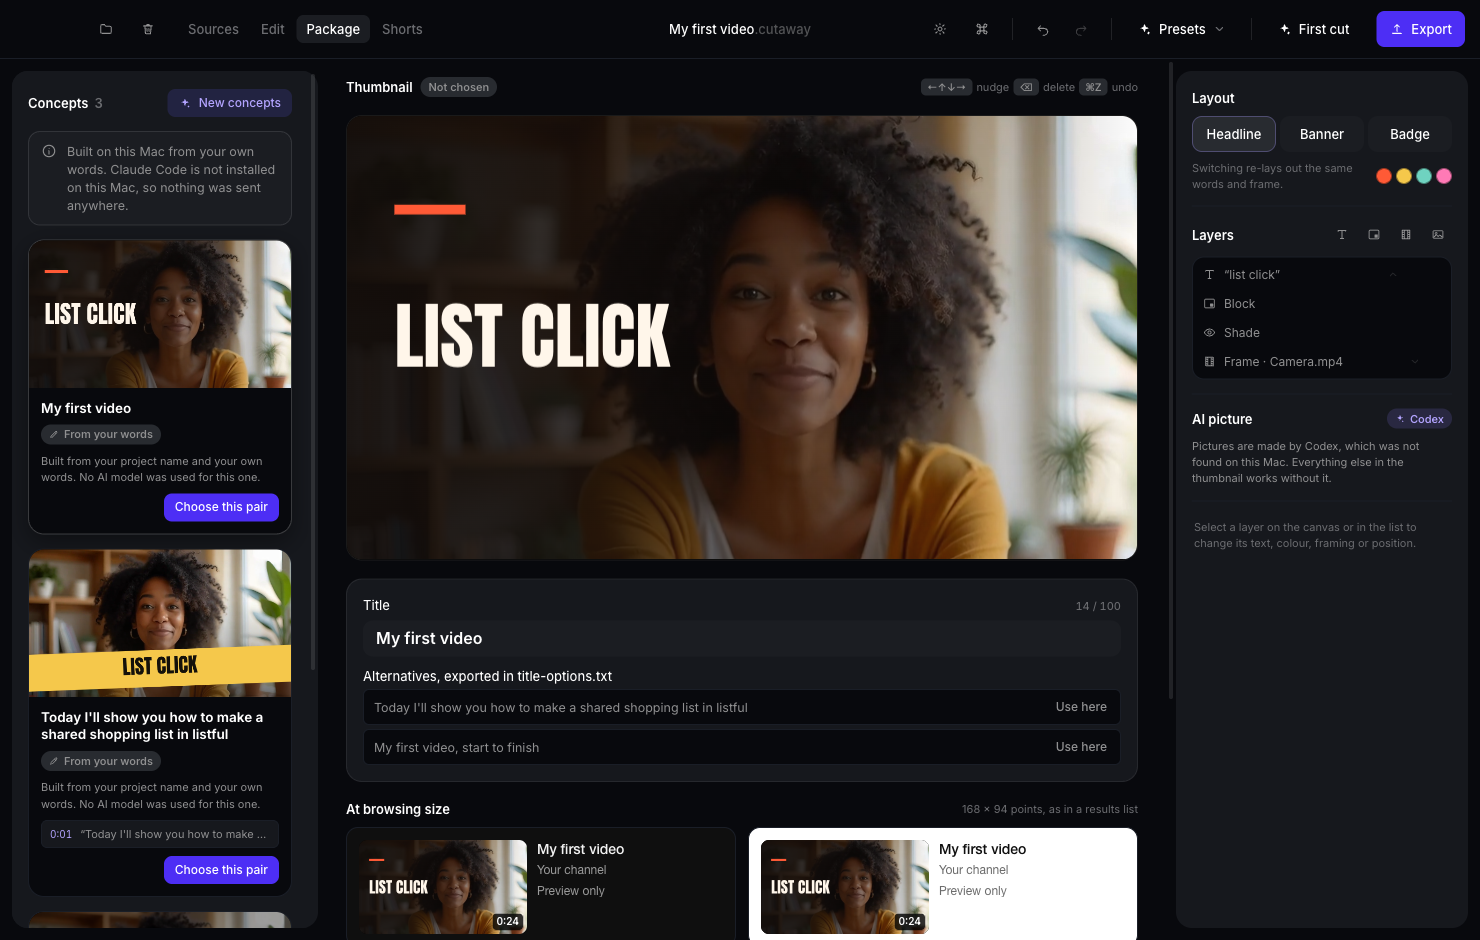 Sources Edit Package Shorts
My first video.cutaway
Presets
First cut
Export
Concepts 3
New concepts
Built on this Mac from your own
words. Claude Code is not installed
on this Mac, so nothing was sent
anywhere.
LIST CLICK
My first video
From your words
Built from your project name and your own
words. No AI model was used for this one.
Choose this pair
LIST CLICK
Today I'll show you how to make a
shared shopping list in listful
From your words
Built from your project name and your own
words. No AI model was used for this one.
0:01 “Today I'll show you how to make ...
Choose this pair
Thumbnail Not chosen
←↑↓→ nudge ⌫ delete ⌘Z undo
LIST CLICK
Title 14 / 100
My first video
Alternatives, exported in title-options.txt
Today I'll show you how to make a shared shopping list in listful Use here
My first video, start to finish Use here
At browsing size 168 × 94 points, as in a results list
LIST CLICK
0:24
My first video
Your channel
Preview only
LIST CLICK
0:24
My first video
Your channel
Preview only
Layout
Headline Banner Badge
Switching re-lays out the same
words and frame.
Layers
“list click”
Block
Shade
Frame · Camera.mp4
AI picture Codex
Pictures are made by Codex, which was not
found on this Mac. Everything else in the
thumbnail works without it.
Select a layer on the canvas or in the list to
change its text, colour, framing or position.